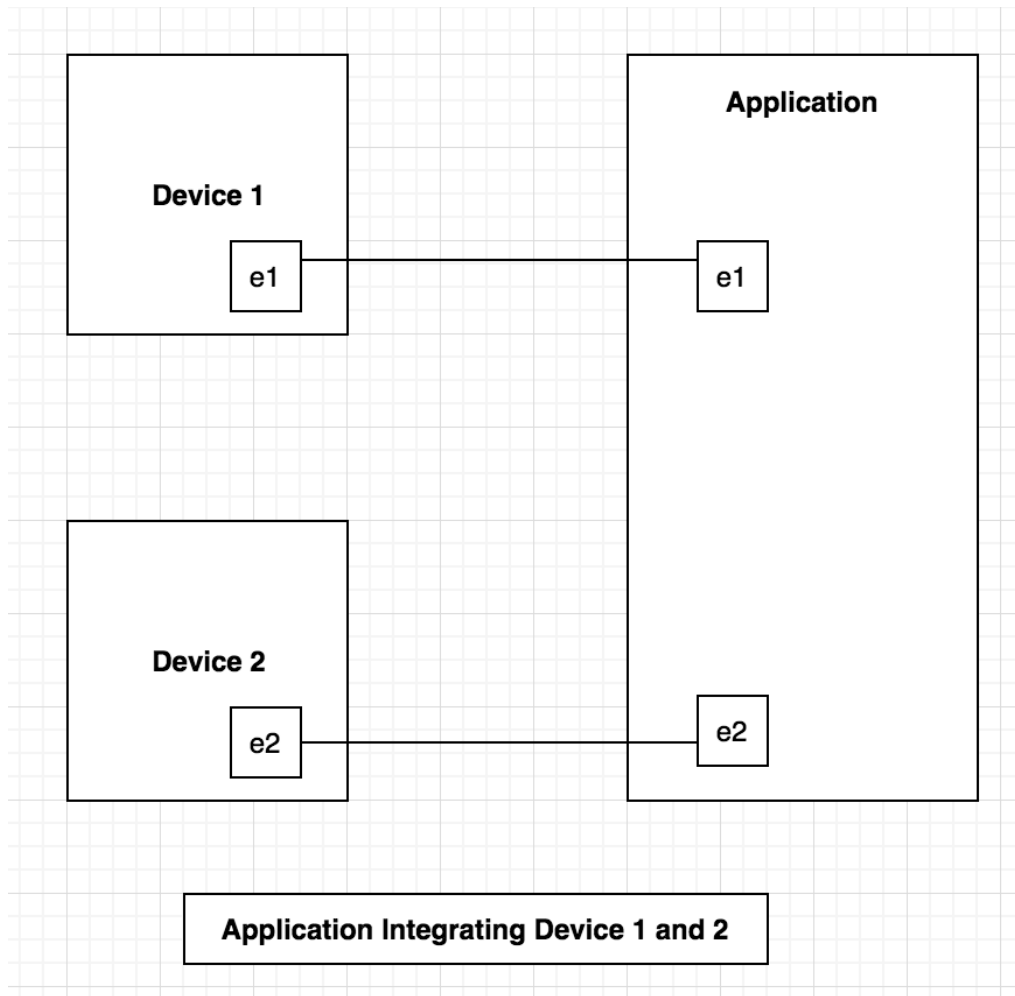 Application
Device 1
e1
e1
Device 2
e2
e2
Application Integrating Device 1 and 2